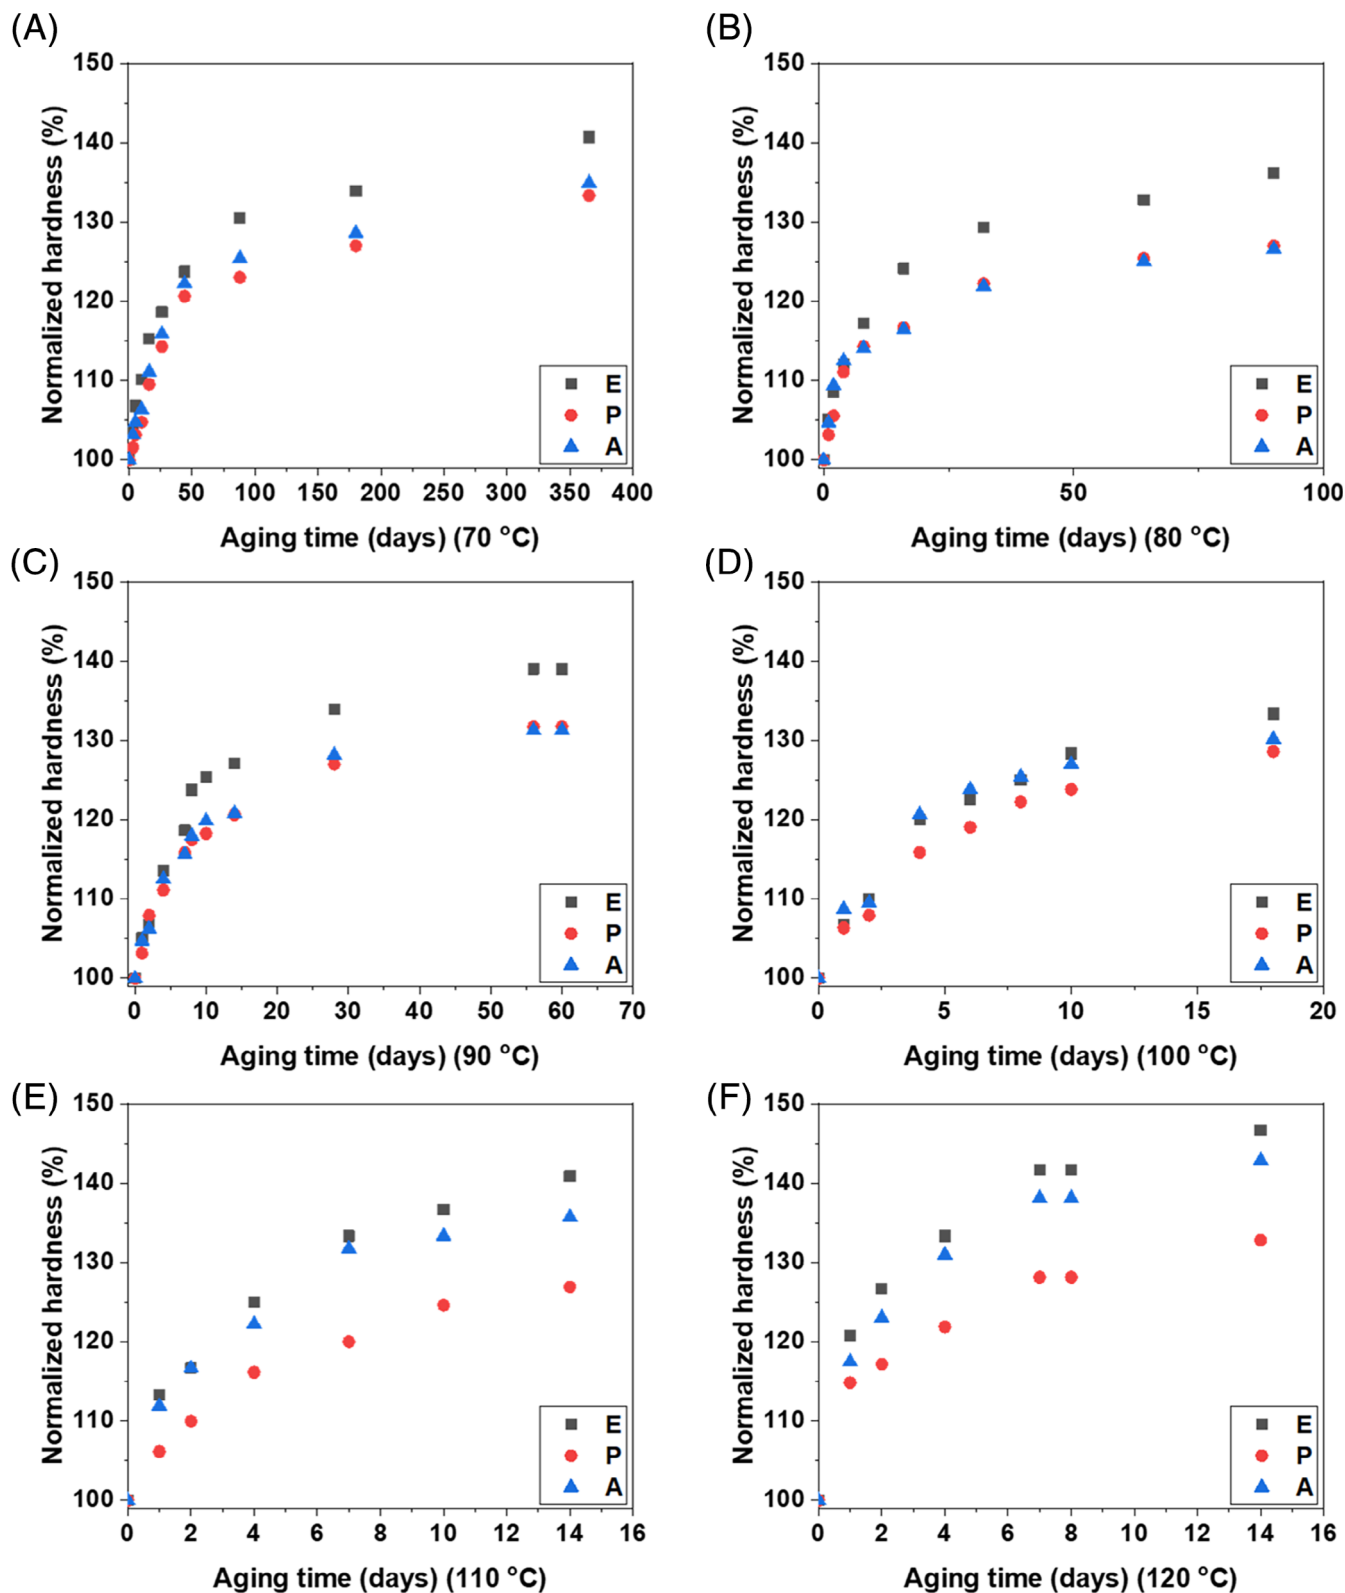 (A)
Normalized hardness (%)
150
140
130
120
110
100
E
P
A
0 50 100 150 200 250 300 350 400
Aging time (days) (70 °C)
(B)
Normalized hardness (%)
150
140
130
120
110
100
E
P
A
0 50 100
Aging time (days) (80 °C)
(C)
Normalized hardness (%)
150
140
130
120
110
100
E
P
A
0 10 20 30 40 50 60 70
Aging time (days) (90 °C)
(D)
Normalized hardness (%)
150
140
130
120
110
100
E
P
A
0 5 10 15 20
Aging time (days) (100 °C)
(E)
Normalized hardness (%)
150
140
130
120
110
100
E
P
A
0 2 4 6 8 10 12 14 16
Aging time (days) (110 °C)
(F)
Normalized hardness (%)
150
140
130
120
110
100
E
P
A
0 2 4 6 8 10 12 14 16
Aging time (days) (120 °C)